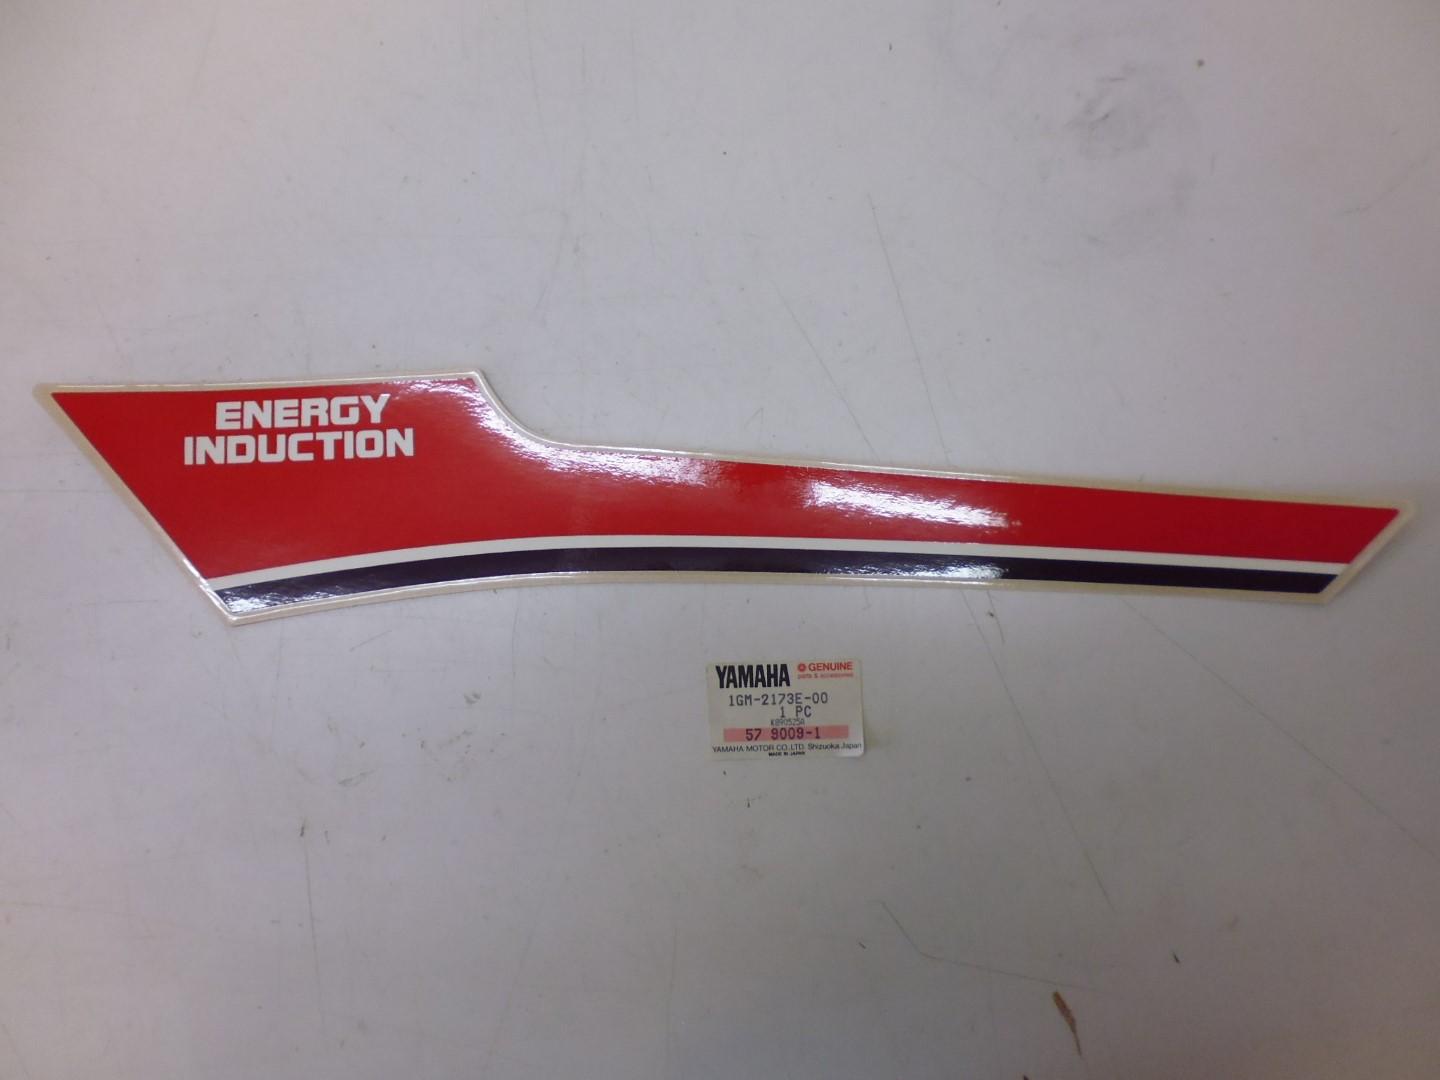 ENERGY
INDUCTION
YAMAHA GENUINE
parts & accessories
1GM-2173E-00
1 PC
K890525A
57 9009-1
YAMAHA MOTOR CO., LTD. Shizuoka Japan
MADE IN JAPAN